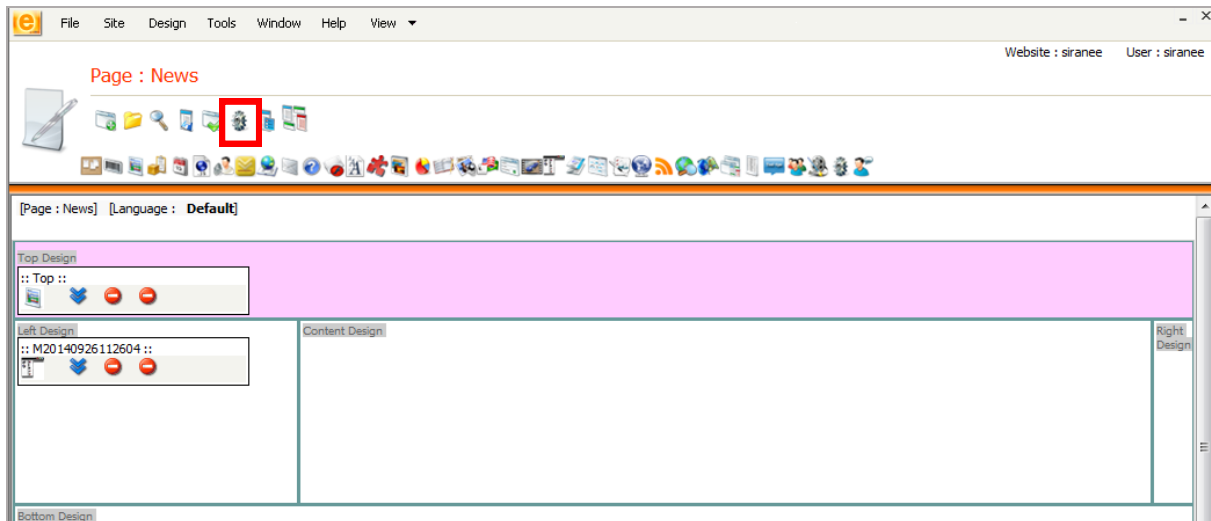 File Site Design Tools Window Help View
Website : siranee User : siranee
Page : News
[Page : News] [Language : Default]
Top Design
:: Top ::
Left Design
Content Design
Right Design
:: M20140926112604 ::
Bottom Design